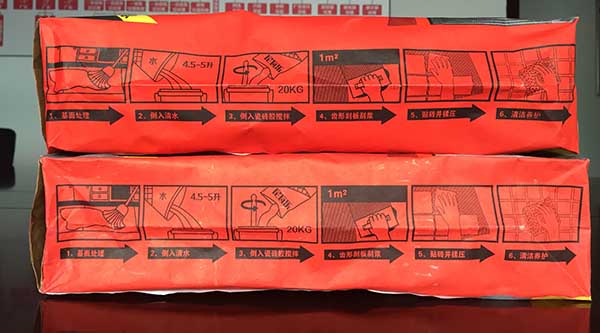 水
4.5-5升
20KG
1m²
1、基面处理
2、倒入清水
3、倒入瓷砖胶搅拌
4、齿形刮板刮浆
5、贴砖并揉压
6、清洁养护
水
4.5-5升
20KG
1m²
1、基面处理
2、倒入清水
3、倒入瓷砖胶搅拌
4、齿形刮板刮浆
5、贴砖并揉压
6、清洁养护